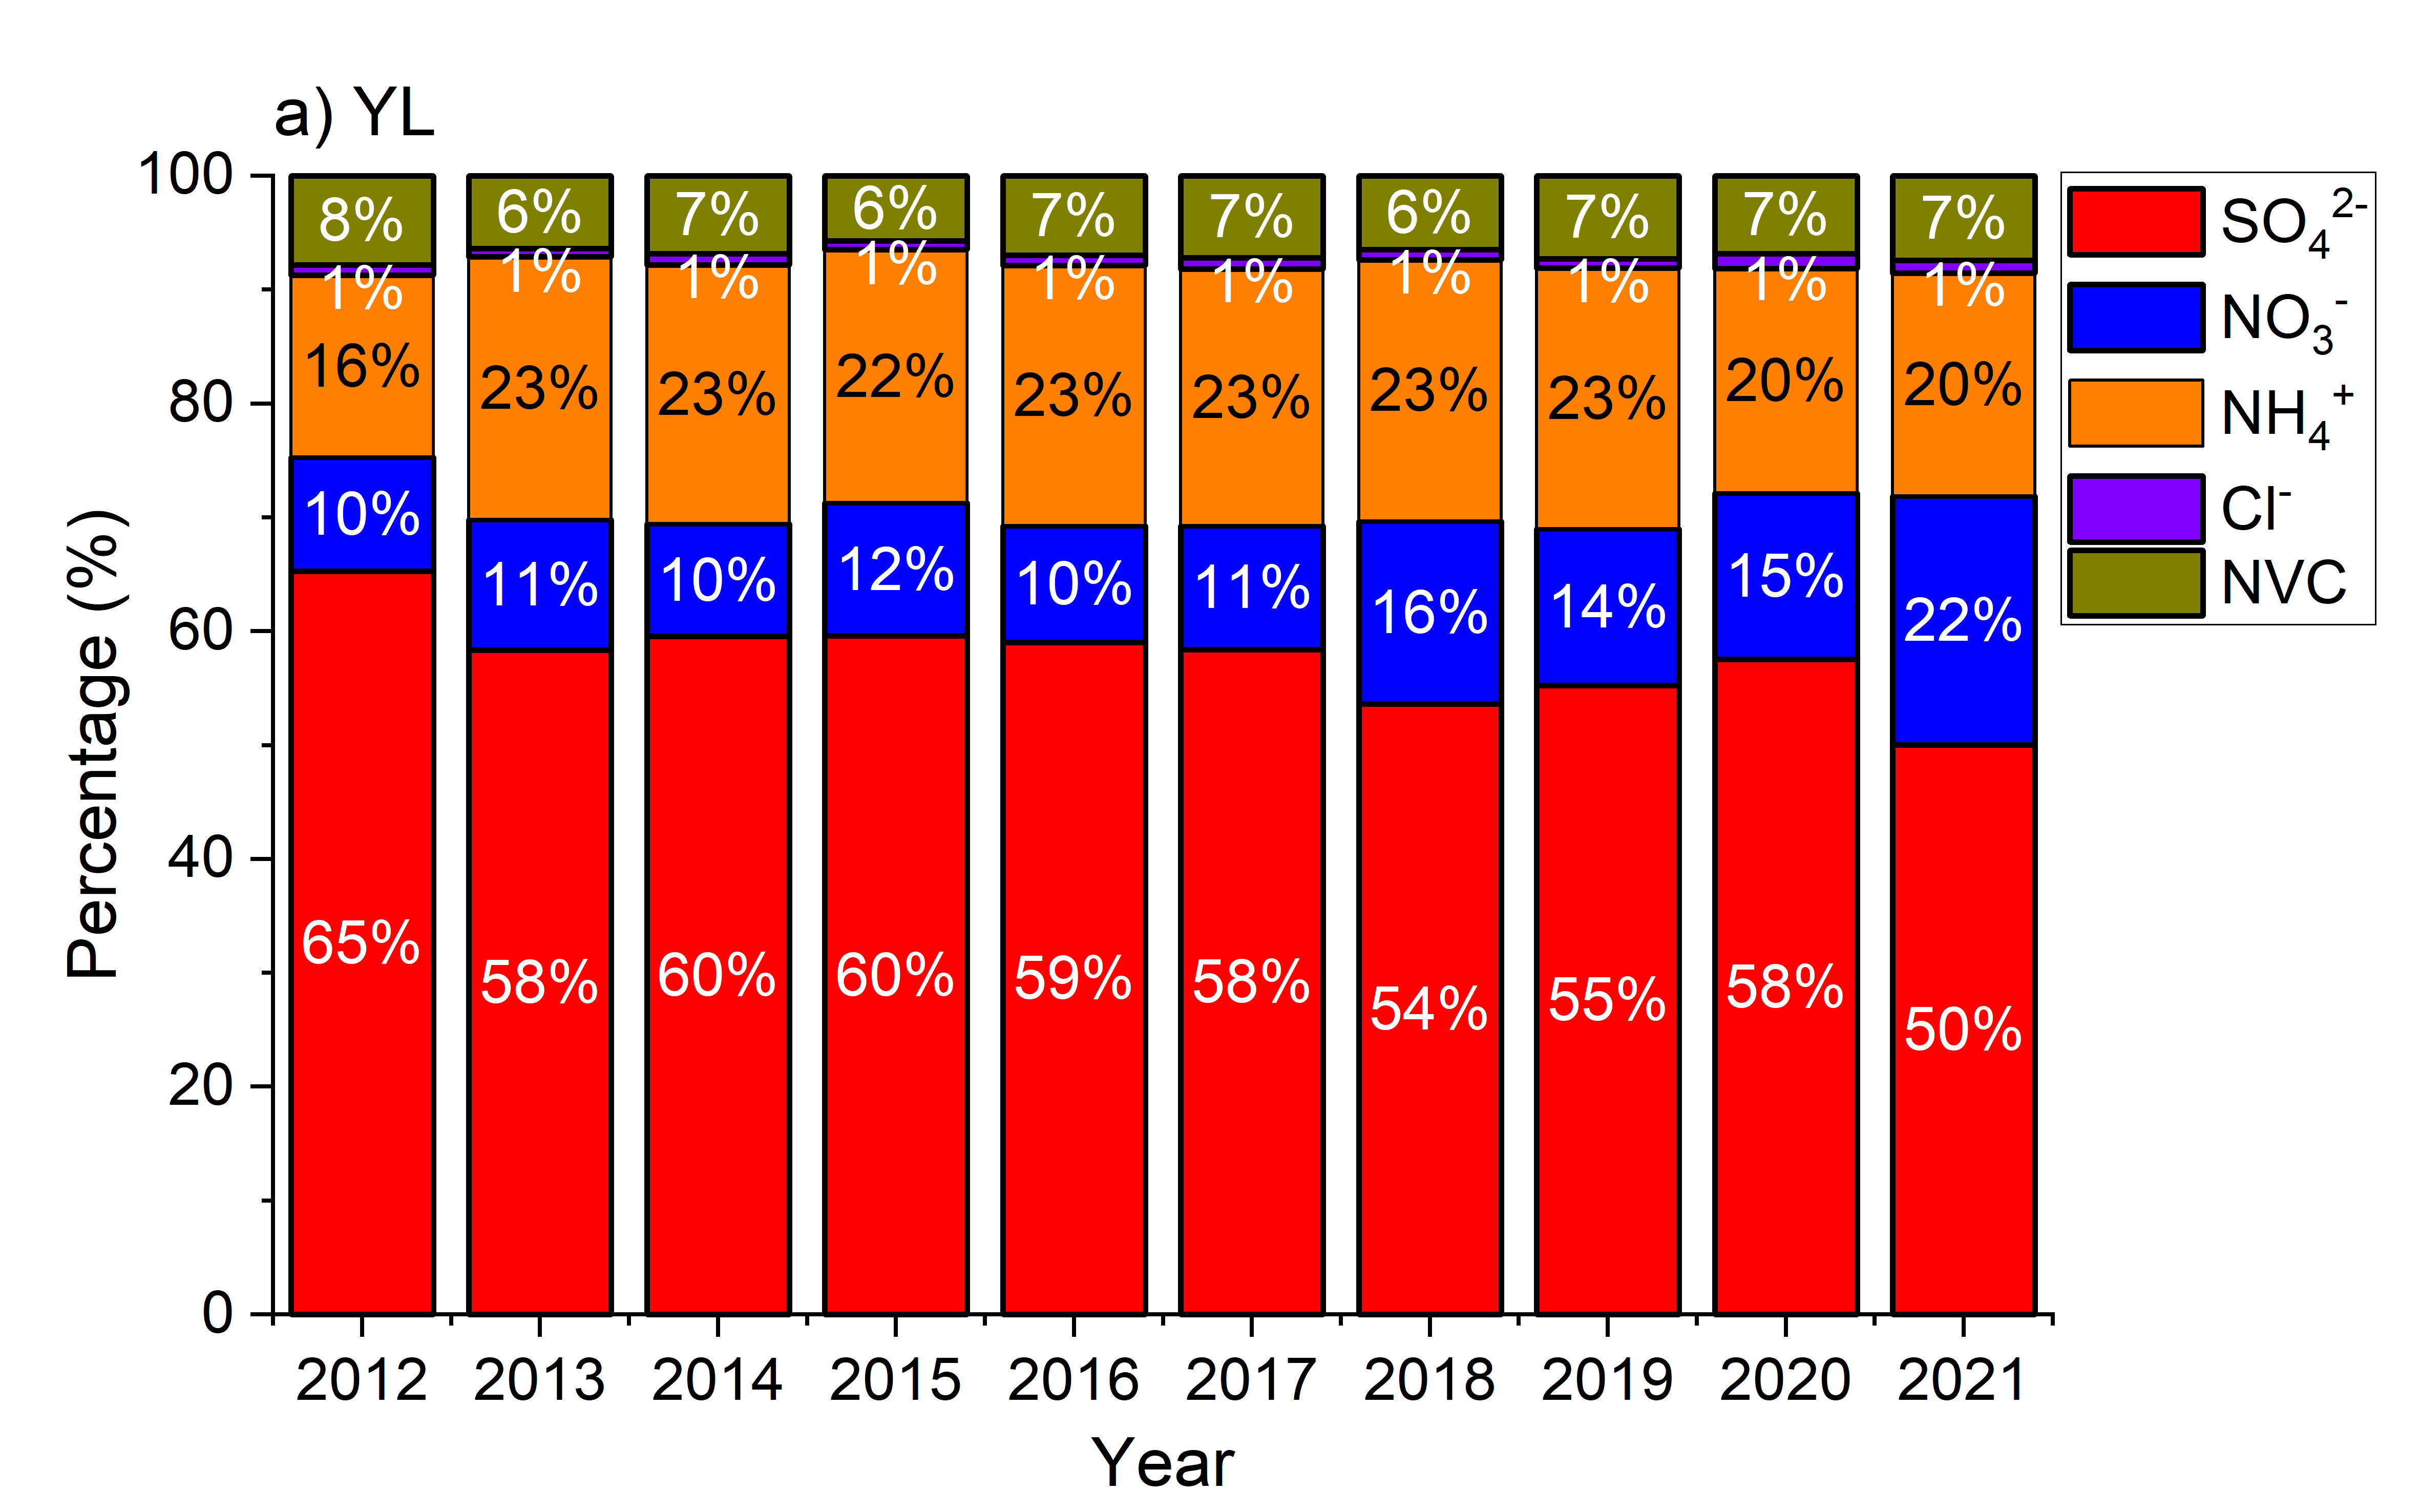 a) YL
100
80
60
40
20
0
Percentage (%)
8% 6% 7% 6% 7% 7% 6% 7% 7% 7%
1% 1% 1% 1% 1% 1% 1% 1% 1% 1%
16% 23% 23% 22% 23% 23% 23% 23% 20% 20%
10% 11% 10% 12% 10% 11% 16% 14% 15% 22%
65% 58% 60% 60% 59% 58% 54% 55% 58% 50%
2012 2013 2014 2015 2016 2017 2018 2019 2020 2021
Year
SO₄²⁻
NO₃⁻
NH₄⁺
Cl⁻
NVC